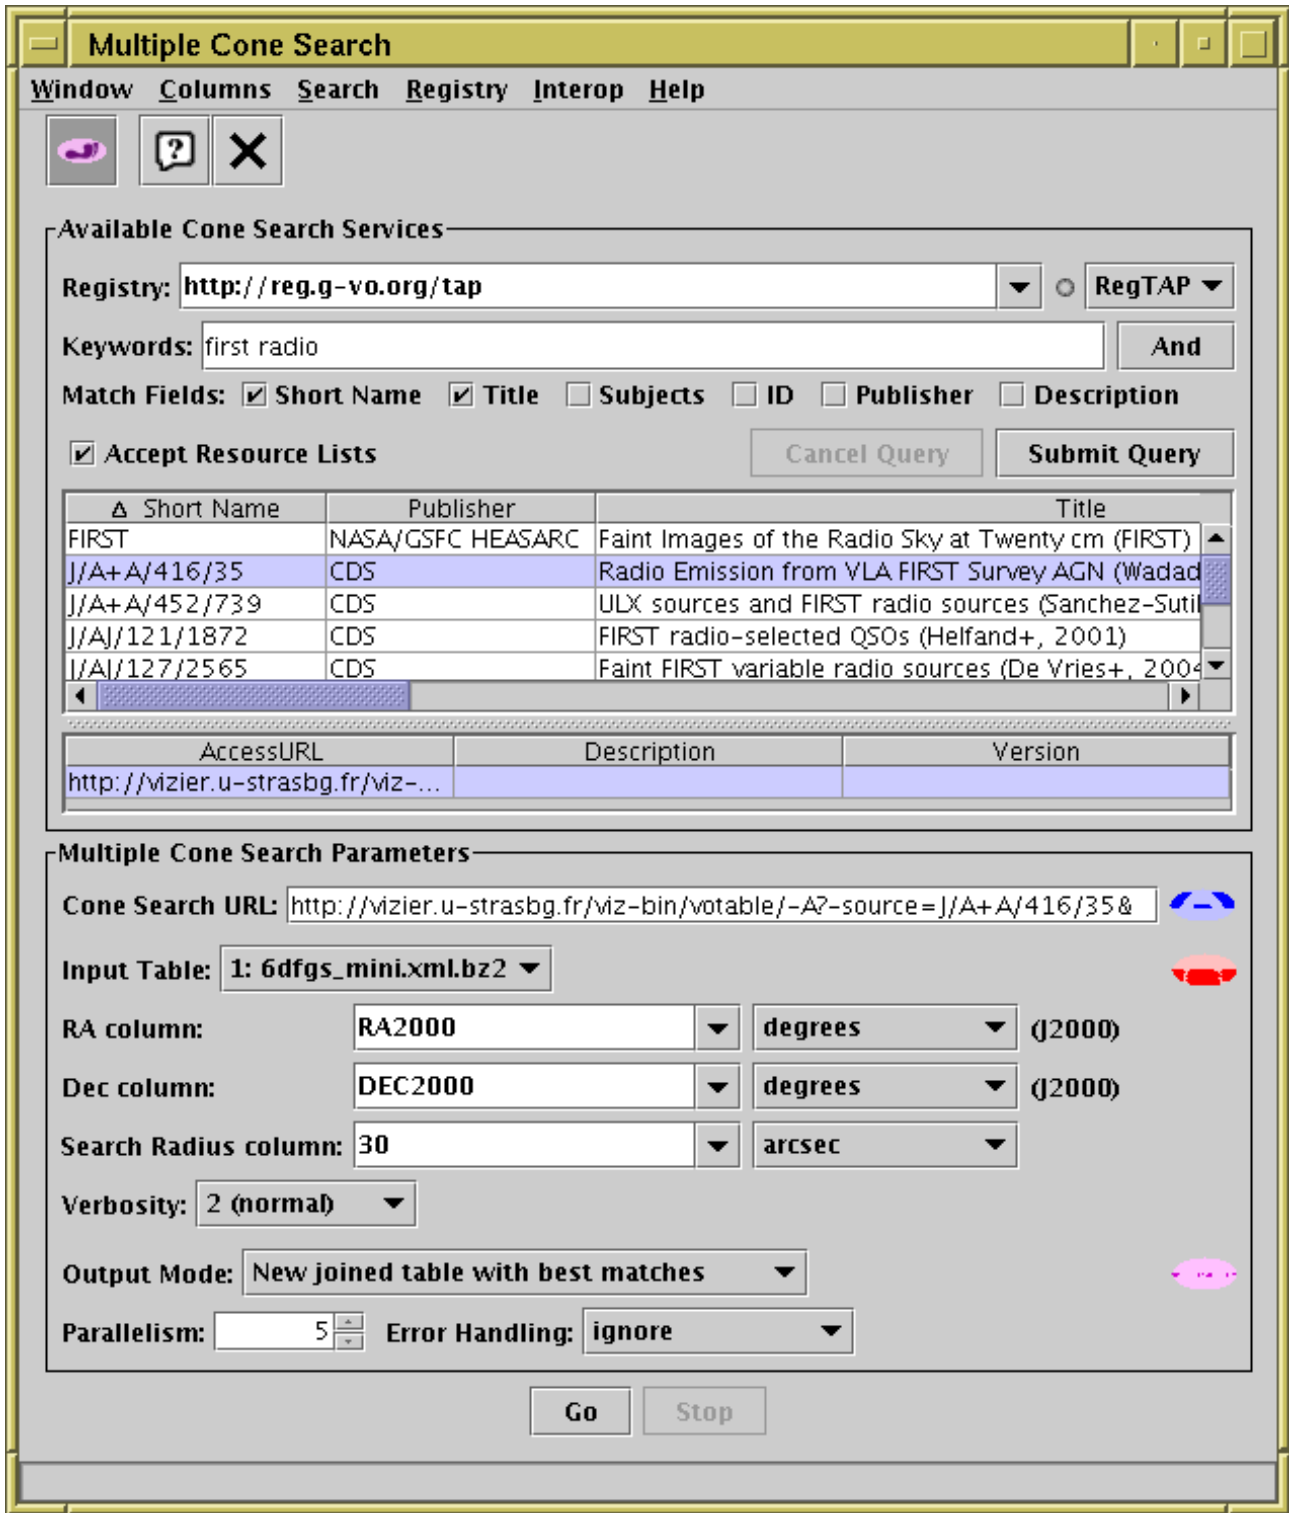 Multiple Cone Search
Window Columns Search Registry Interop Help
Available Cone Search Services
Registry: http://reg.g-vo.org/tap RegTAP
Keywords: first radio And
Match Fields: Short Name Title Subjects ID Publisher Description
Accept Resource Lists Cancel Query Submit Query
Short Name Publisher Title
FIRST NASA/GSFC HEASARC Faint Images of the Radio Sky at Twenty cm (FIRST)
J/A+A/416/35 CDS Radio Emission from VLA FIRST Survey AGN (Wadad
J/A+A/452/739 CDS ULX sources and FIRST radio sources (Sanchez-Sutil
J/AJ/121/1872 CDS FIRST radio-selected QSOs (Helfand+, 2001)
J/AJ/127/2565 CDS Faint FIRST variable radio sources (De Vries+, 2004
AccessURL Description Version
http://vizier.u-strasbg.fr/viz-...
Multiple Cone Search Parameters
Cone Search URL: http://vizier.u-strasbg.fr/viz-bin/votable/-A?-source=J/A+A/416/35&
Input Table: 1: 6dfgs_mini.xml.bz2
RA column: RA2000 degrees (J2000)
Dec column: DEC2000 degrees (J2000)
Search Radius column: 30 arcsec
Verbosity: 2 (normal)
Output Mode: New joined table with best matches
Parallelism: 5 Error Handling: ignore
Go Stop